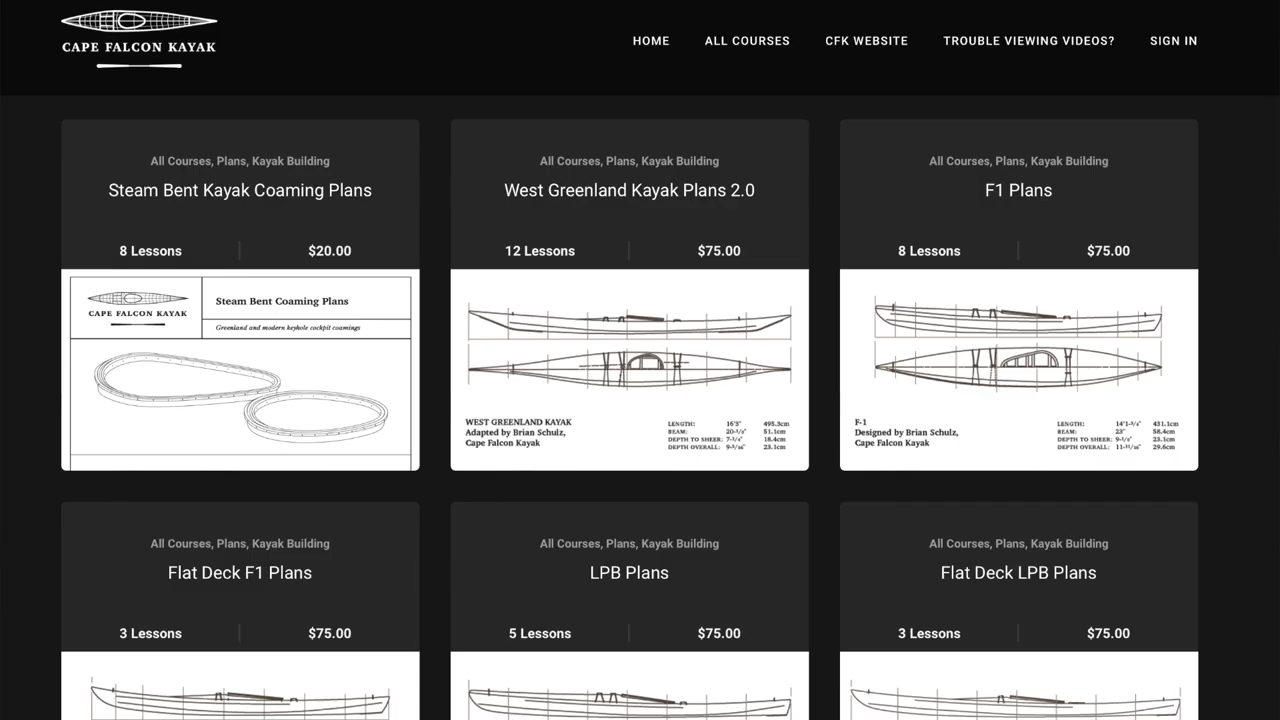 CAPE FALCON KAYAK
HOME ALL COURSES CFK WEBSITE TROUBLE VIEWING VIDEOS? SIGN IN
All Courses, Plans, Kayak Building
Steam Bent Kayak Coaming Plans
8 Lessons $20.00
Steam Bent Coaming Plans
CAPE FALCON KAYAK
Greenland and modern keyhole cockpit coamings
All Courses, Plans, Kayak Building
West Greenland Kayak Plans 2.0
12 Lessons $75.00
WEST GREENLAND KAYAK
Adapted by Brian Schulz,
Cape Falcon Kayak
LENGTH: 16'3" 495.3cm
BEAM: 51.1cm
DEPTH TO SHEER: 18.4cm
DEPTH OVERALL: 23.1cm
All Courses, Plans, Kayak Building
F1 Plans
8 Lessons $75.00
F-1
Designed by Brian Schulz,
Cape Falcon Kayak
LENGTH: 431.1cm
BEAM: 23" 58.4cm
DEPTH TO SHEER: 23.1cm
DEPTH OVERALL: 29.6cm
All Courses, Plans, Kayak Building
Flat Deck F1 Plans
3 Lessons $75.00
All Courses, Plans, Kayak Building
LPB Plans
5 Lessons $75.00
All Courses, Plans, Kayak Building
Flat Deck LPB Plans
3 Lessons $75.00